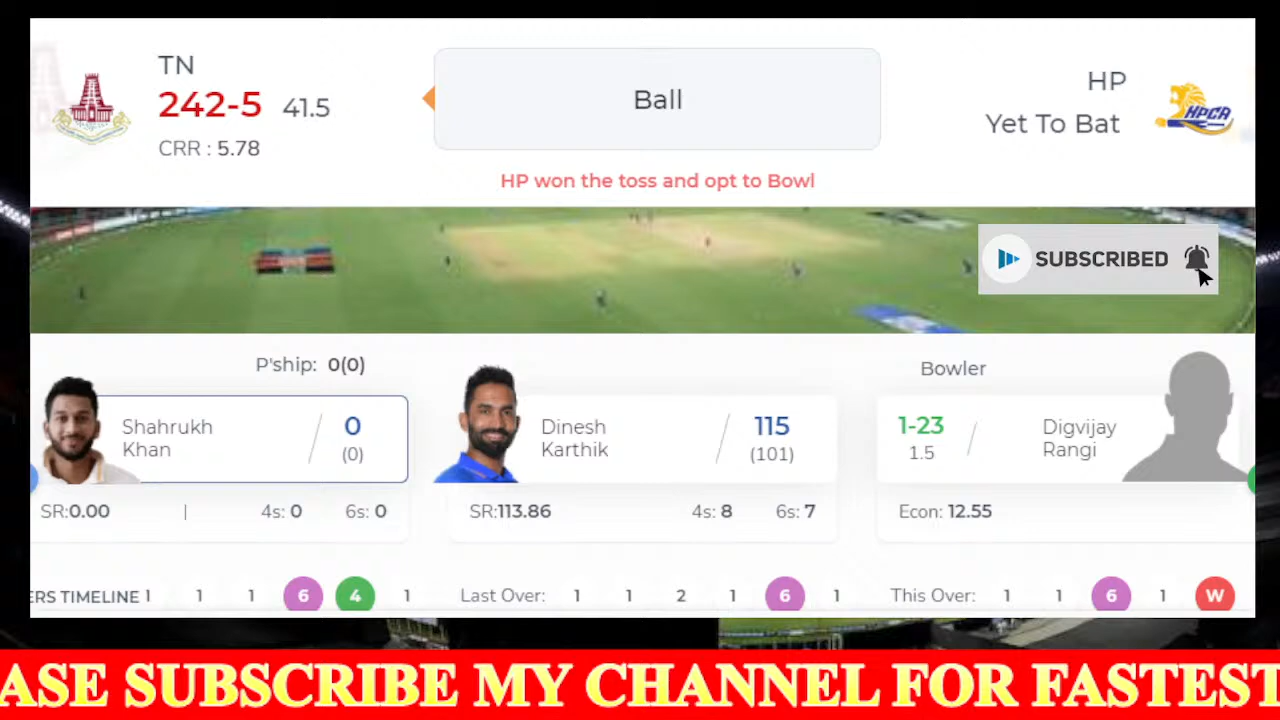 TN
242-5 41.5
CRR : 5.78
Ball
HP
Yet To Bat
HPCA
HP won the toss and opt to Bowl
SUBSCRIBED
P'ship: 0(0)
Bowler
Shahrukh Khan
0
(0)
Dinesh Karthik
115
(101)
1-23
1.5
Digvijay Rangi
SR:0.00 | 4s: 0 6s: 0
SR:113.86 4s: 8 6s: 7
Econ: 12.55
ERS TIMELINE 1 1 1 6 4 1 Last Over: 1 1 2 1 6 1 This Over: 1 1 6 1 W
ASE SUBSCRIBE MY CHANNEL FOR FASTEST